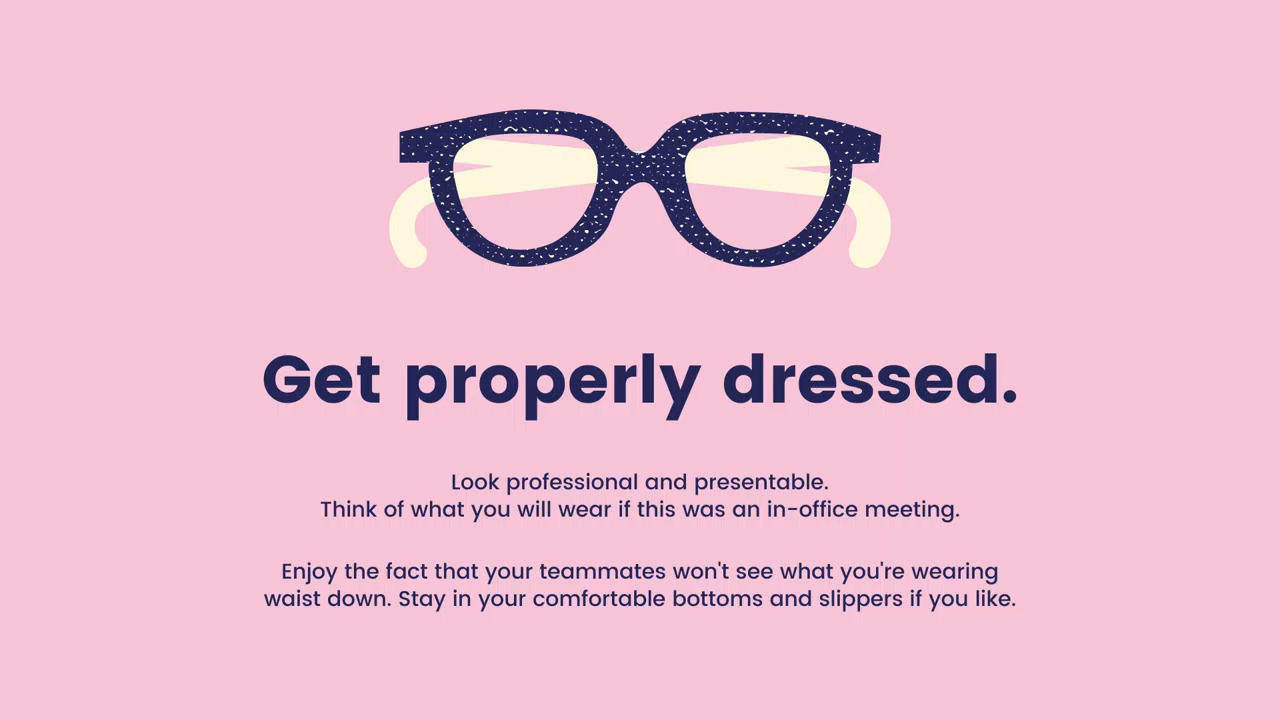 Get properly dressed.
Look professional and presentable.
Think of what you will wear if this was an in-office meeting.
Enjoy the fact that your teammates won't see what you're wearing
waist down. Stay in your comfortable bottoms and slippers if you like.